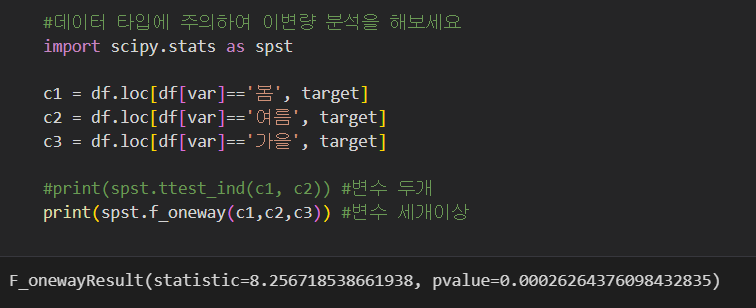 #데이터 타입에 주의하여 이변량 분석을 해보세요
import scipy.stats as spst
c1 = df.loc[df[var]=='봄', target]
c2 = df.loc[df[var]=='여름', target]
c3 = df.loc[df[var]=='가을', target]
#print(spst.ttest_ind(c1, c2)) #변수 두개
print(spst.f_oneway(c1,c2,c3)) #변수 세개이상
F_onewayResult(statistic=8.256718538661938, pvalue=0.00026264376098432835)